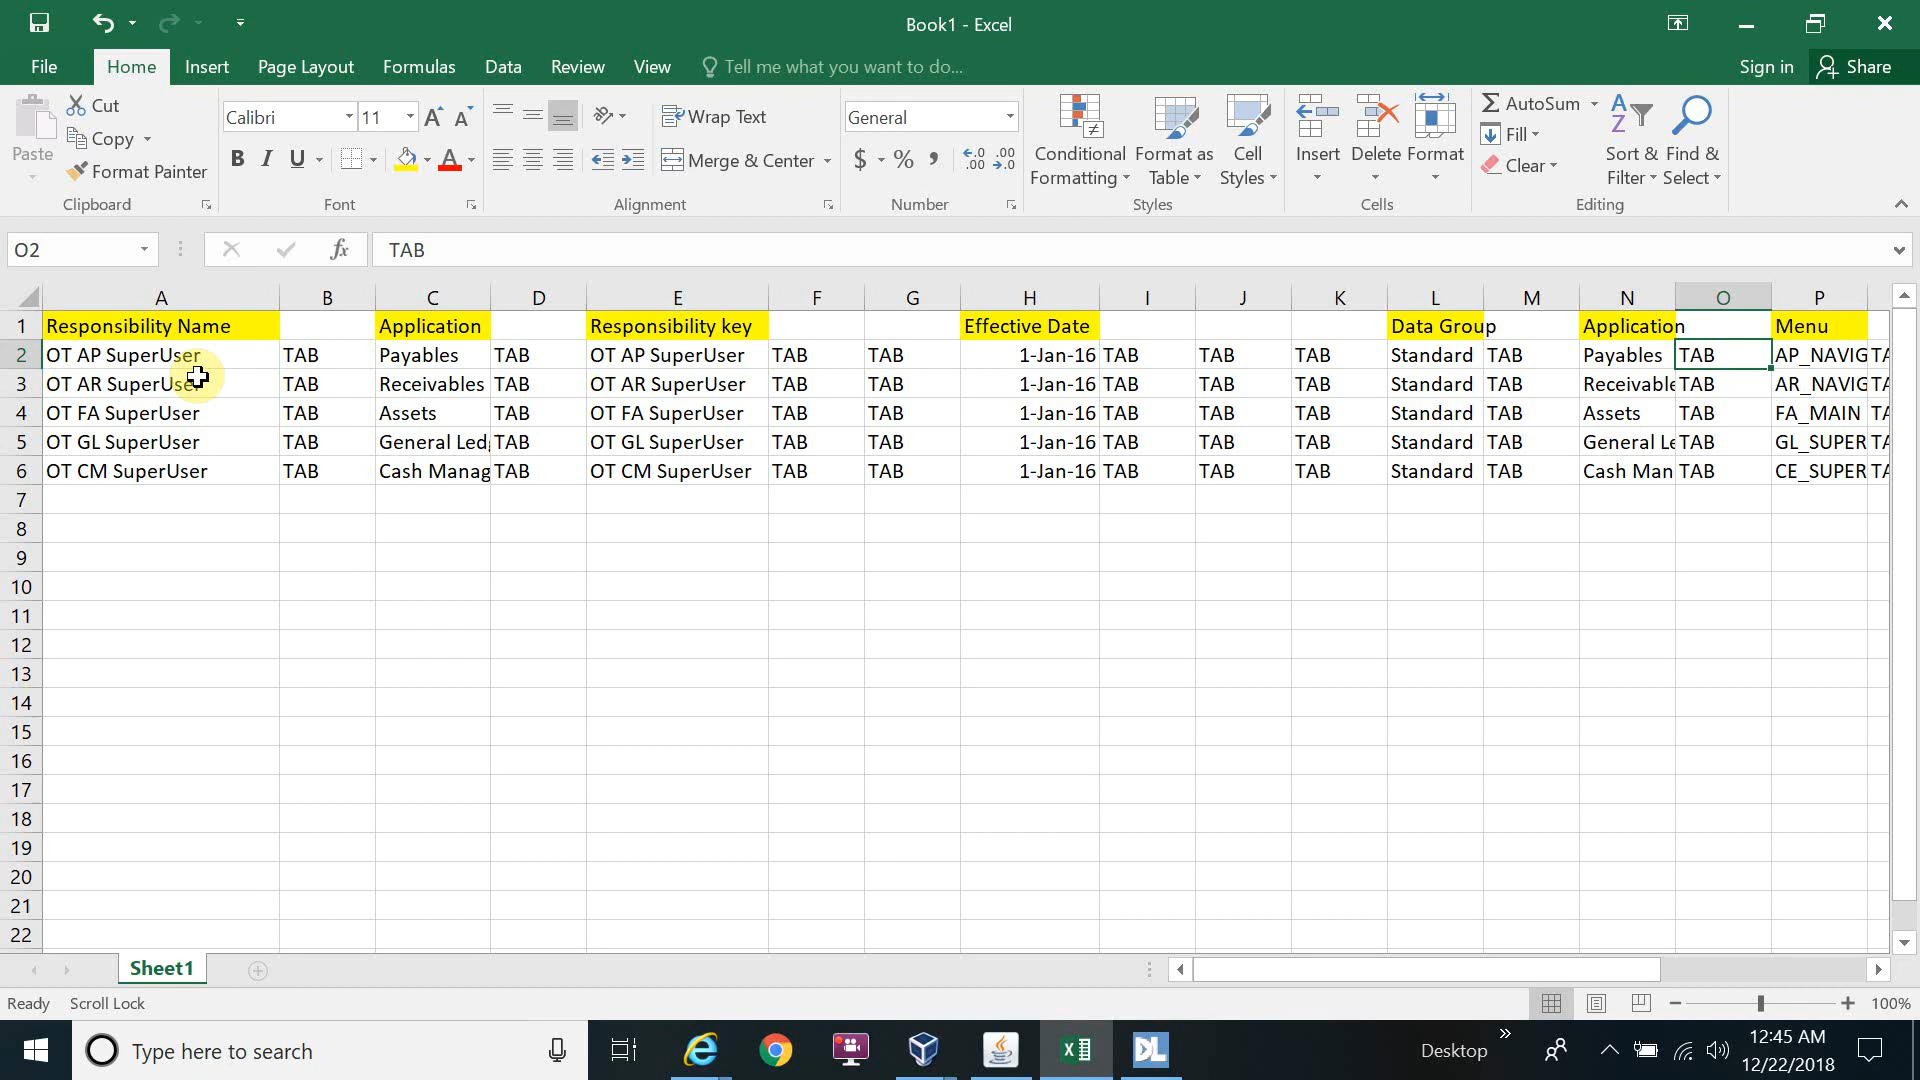 Book1 - Excel
File Home Insert Page Layout Formulas Data Review View Tell me what you want to do... Sign in Share
Paste Cut Copy Format Painter Clipboard
Calibri 11 B I U A Font
Wrap Text Merge & Center Alignment
General $ % Number
Conditional Formatting Format as Table Cell Styles Styles
Insert Delete Format Cells
AutoSum Fill Clear Sort & Filter Find & Select Editing
O2 fx TAB
A B C D E F G H I J K L M N O P
1 Responsibility Name Application Responsibility key Effective Date Data Group Application Menu
2 OT AP SuperUser TAB Payables TAB OT AP SuperUser TAB TAB 1-Jan-16 TAB TAB TAB Standard TAB Payables TAB AP_NAVIG TA
3 OT AR SuperUser TAB Receivables TAB OT AR SuperUser TAB TAB 1-Jan-16 TAB TAB TAB Standard TAB Receivable TAB AR_NAVIG TA
4 OT FA SuperUser TAB Assets TAB OT FA SuperUser TAB TAB 1-Jan-16 TAB TAB TAB Standard TAB Assets TAB FA_MAIN TA
5 OT GL SuperUser TAB General Led TAB OT GL SuperUser TAB TAB 1-Jan-16 TAB TAB TAB Standard TAB General Le TAB GL_SUPER TA
6 OT CM SuperUser TAB Cash Manag TAB OT CM SuperUser TAB TAB 1-Jan-16 TAB TAB TAB Standard TAB Cash Man TAB CE_SUPER TA
7
8
9
10
11
12
13
14
15
16
17
18
19
20
21
22
Sheet1
Ready Scroll Lock 100%
Type here to search DL Desktop 12:45 AM
12/22/2018